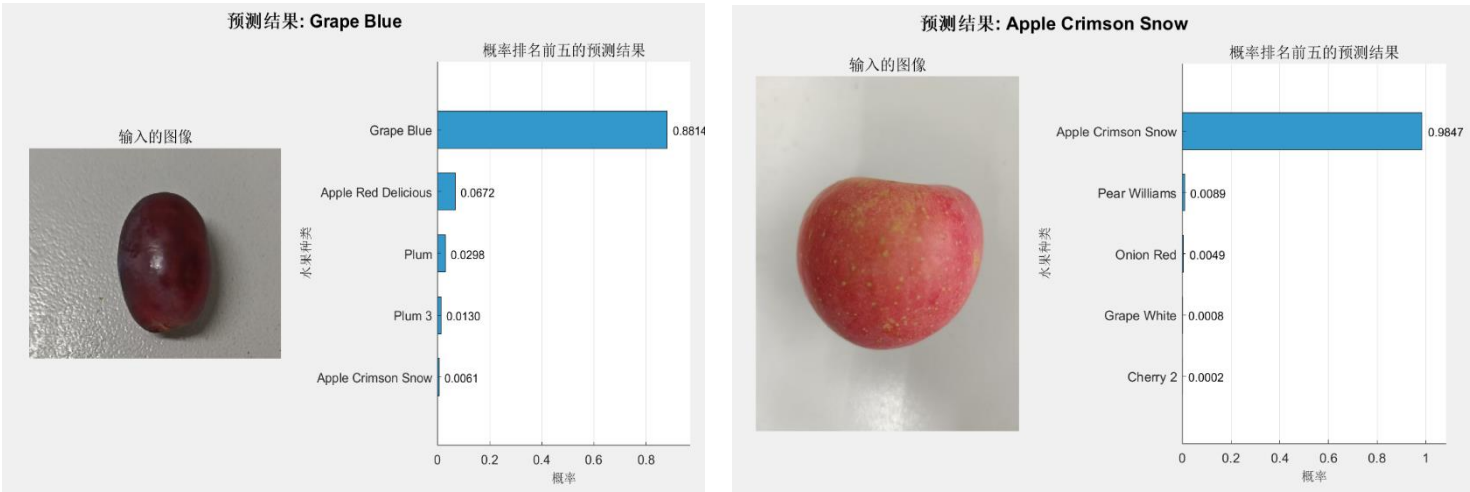 预测结果: Grape Blue
输入的图像
概率排名前五的预测结果
水果种类
Grape Blue
0.8814
Apple Red Delicious
0.0672
Plum
0.0298
Plum 3
0.0130
Apple Crimson Snow
0.0061
0 0.2 0.4 0.6 0.8
概率
预测结果: Apple Crimson Snow
输入的图像
概率排名前五的预测结果
水果种类
Apple Crimson Snow
0.9847
Pear Williams
0.0089
Onion Red
0.0049
Grape White
0.0008
Cherry 2
0.0002
0 0.2 0.4 0.6 0.8 1
概率